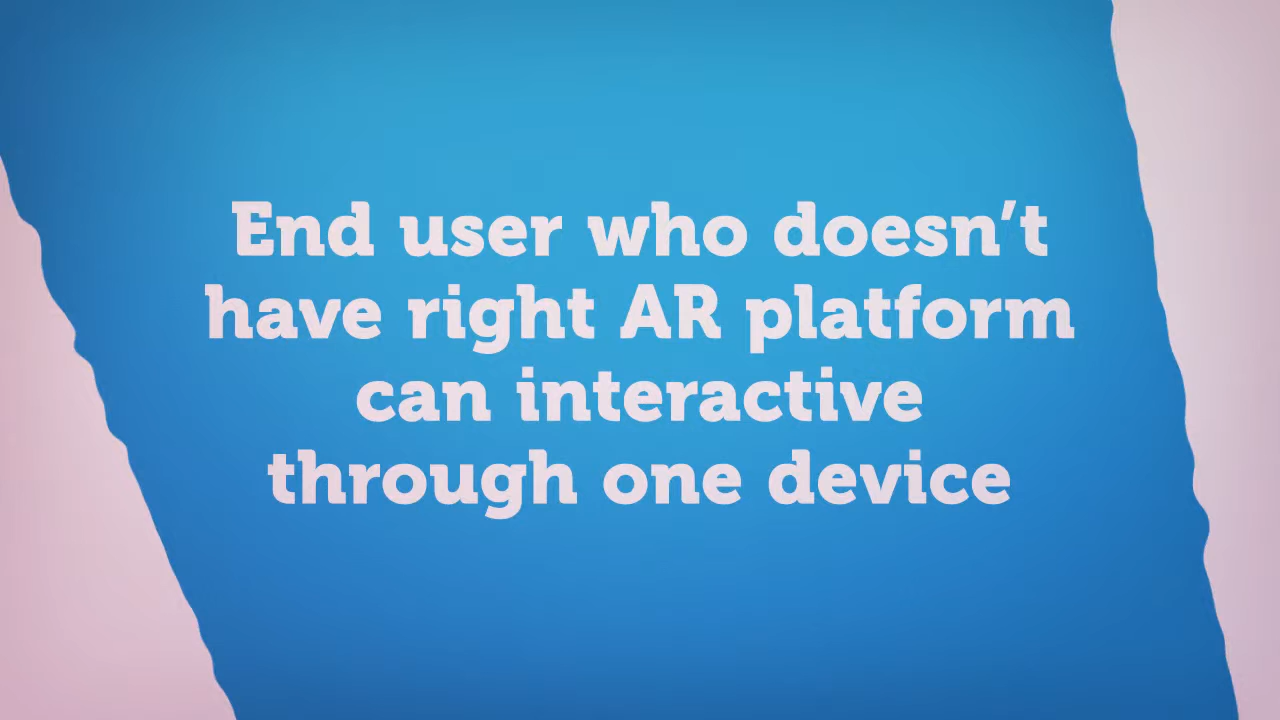 End user who doesn’t
have right AR platform
can interactive
through one device